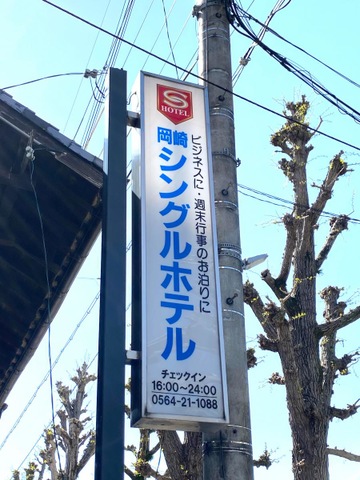 S
HOTEL
ビジネスに・週末行事のお泊りに
岡崎シングルホテル
チェックイン
16:00〜24:00
0564-21-1088